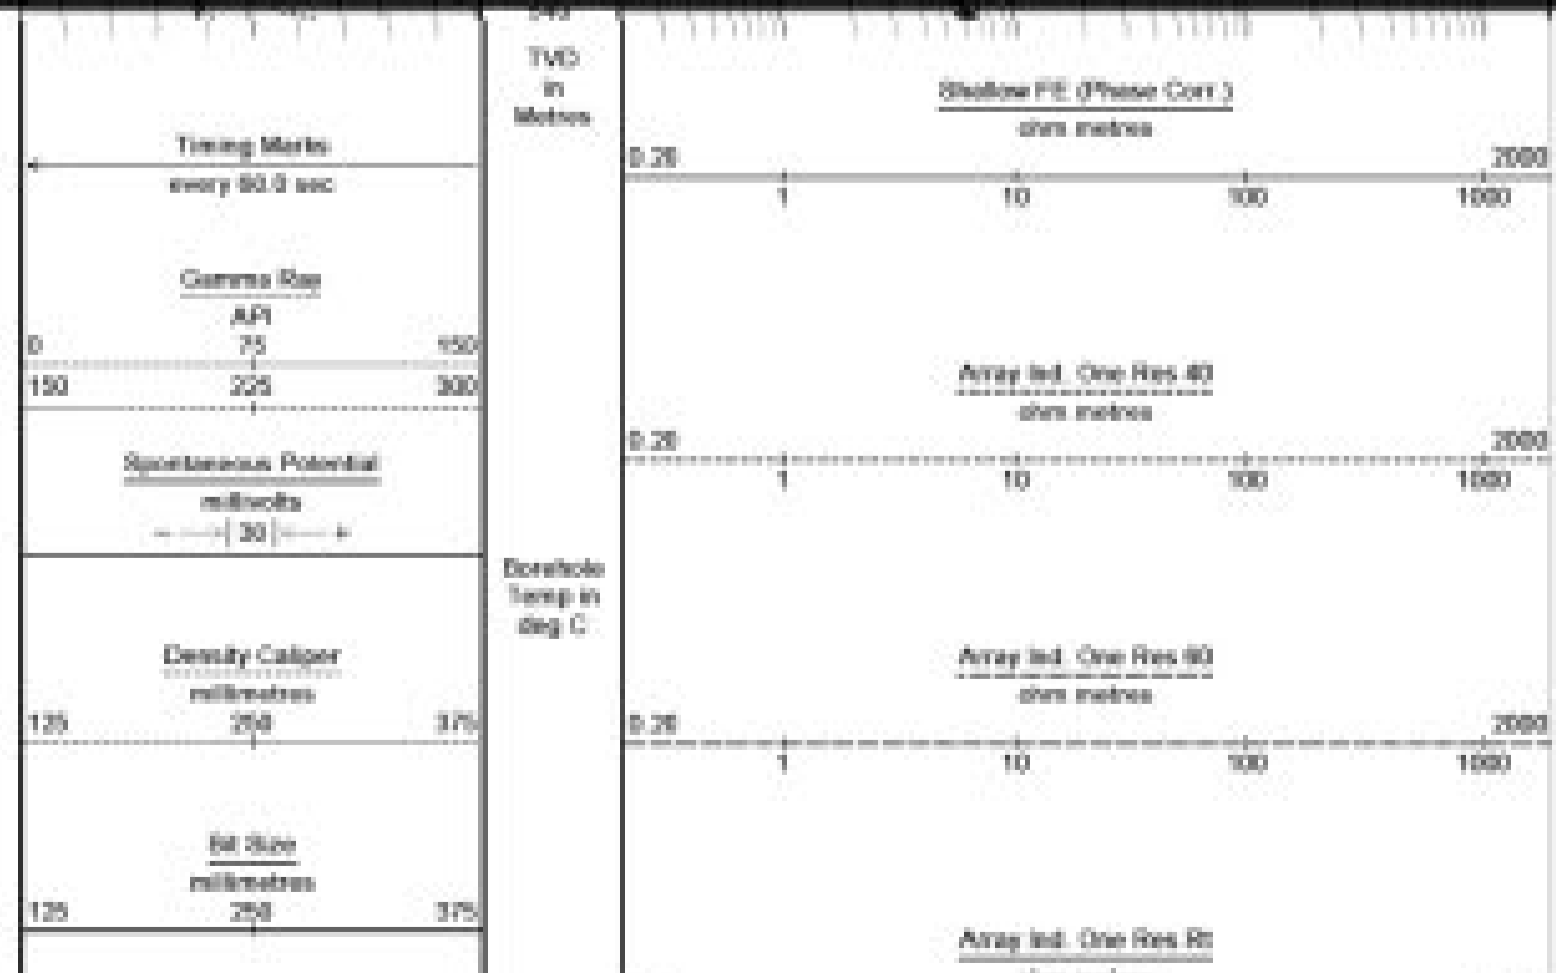 Timing Marks
every 60.0 sec
Gamma Ray
API
0 75 150
150 225 300
Spontaneous Potential
millivolts
- ---->| 30 |<---- +
Density Caliper
millimetres
125 250 375
Bit Size
millimetres
125 250 375
TVD
in
Metres
Borehole
Temp in
deg C
Shallow FE (Phase Corr.)
ohm metres
0.20 2000
1 10 100 1000
Array Ind. One Res 40
ohm metres
0.20 2000
1 10 100 1000
Array Ind. One Res 60
ohm metres
0.20 2000
1 10 100 1000
Array Ind. One Res Rt